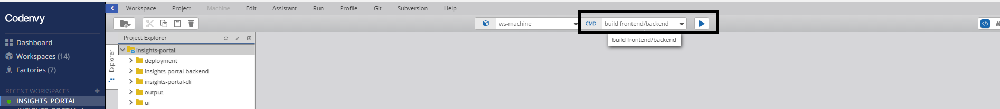 Codenvy
Dashboard
Workspaces (14)
Factories (7)
RECENT WORKSPACES +
INSIGHTS_PORTAL
Workspace Project Machine Edit Assistant Run Profile Git Subversion Help
ws-machine CMD build frontend/backend
build frontend/backend
Explorer
Project Explorer
insights-portal
deployment
insights-portal-backend
insights-portal-cli
output
ui